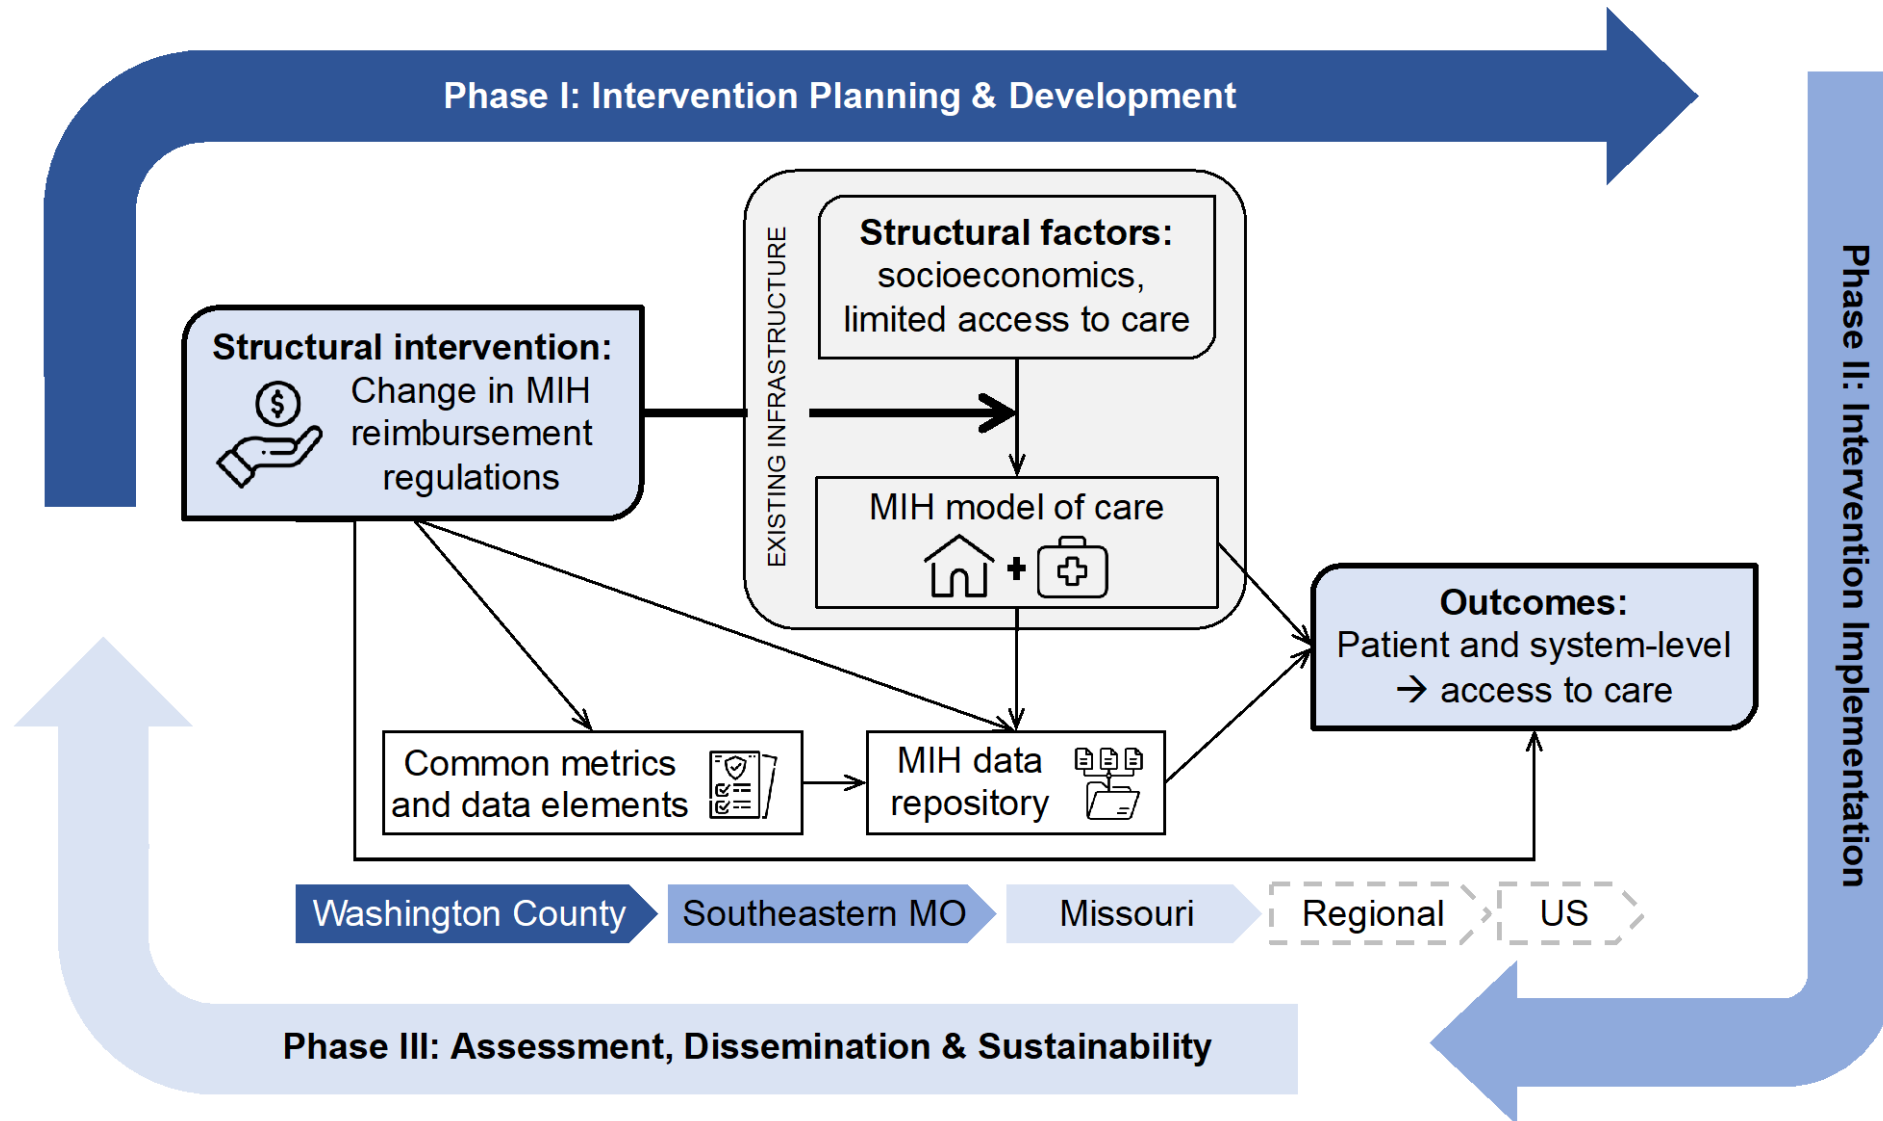 Phase I: Intervention Planning & Development
Structural factors:
socioeconomics,
limited access to care
EXISTING INFRASTRUCTURE
Structural intervention:
$
Change in MIH
reimbursement
regulations
MIH model of care
Outcomes:
Patient and system-level
→ access to care
Phase II: Intervention Implementation
Common metrics
and data elements
MIH data
repository
Washington County
Southeastern MO
Missouri
Regional
US
Phase III: Assessment, Dissemination & Sustainability